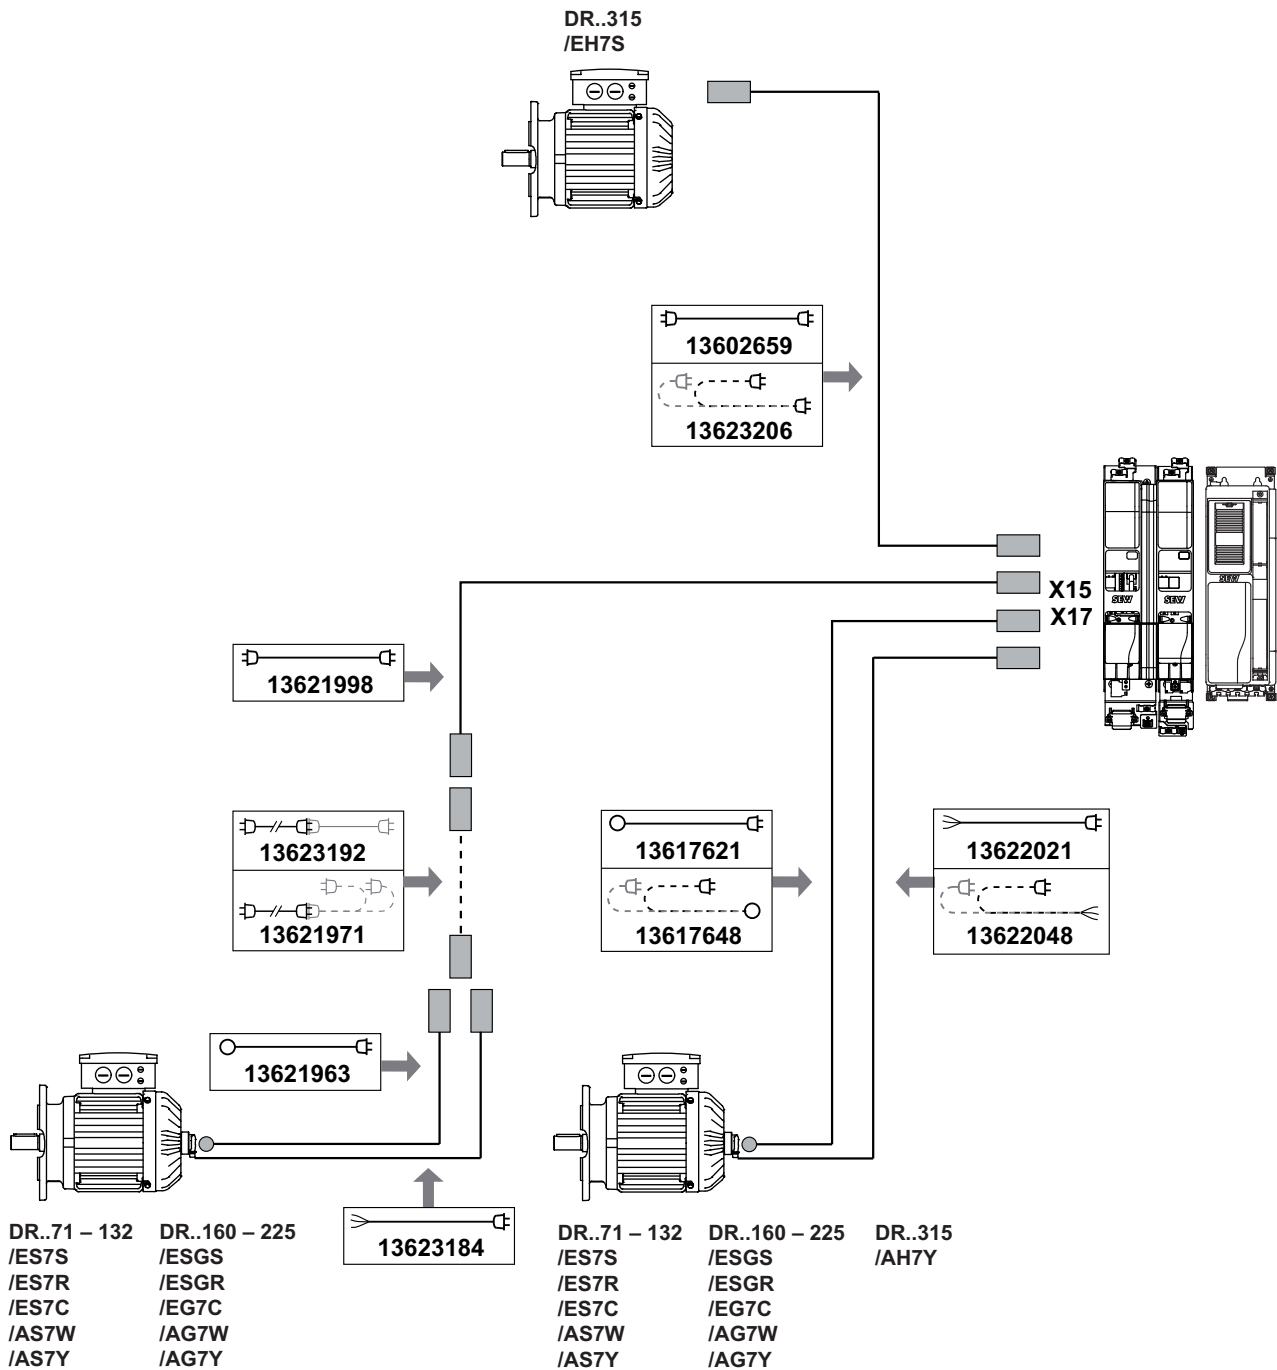 DR..315
/EH7S
13602659
13623206
X15
X17
SEW
SEW
SEW
13621998
13623192
13621971
13617621
13617648
13622021
13622048
13621963
13623184
DR..71 – 132
/ES7S
/ES7R
/ES7C
/AS7W
/AS7Y
DR..160 – 225
/ESGS
/ESGR
/EG7C
/AG7W
/AG7Y
DR..71 – 132
/ES7S
/ES7R
/ES7C
/AS7W
/AS7Y
DR..160 – 225
/ESGS
/ESGR
/EG7C
/AG7W
/AG7Y
DR..315
/AH7Y